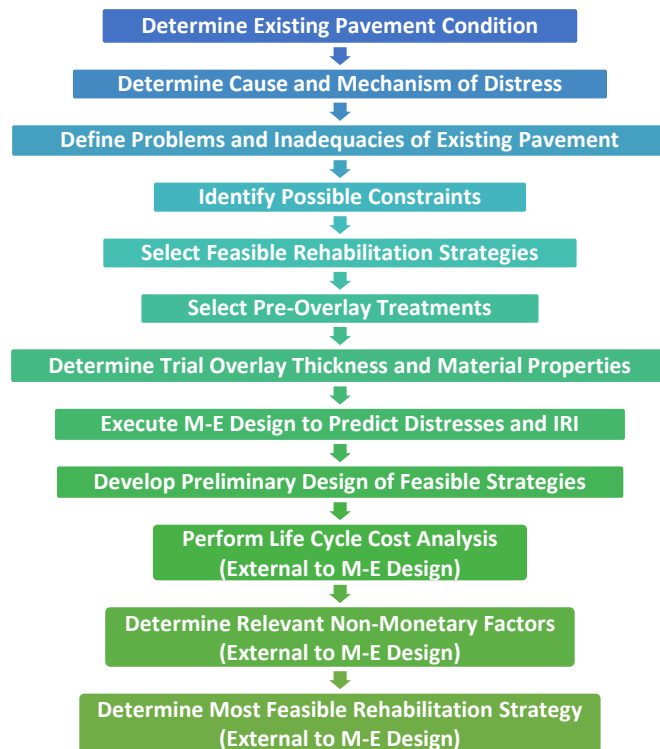 Determine Existing Pavement Condition
Determine Cause and Mechanism of Distress
Define Problems and Inadequacies of Existing Pavement
Identify Possible Constraints
Select Feasible Rehabilitation Strategies
Select Pre-Overlay Treatments
Determine Trial Overlay Thickness and Material Properties
Execute M-E Design to Predict Distresses and IRI
Develop Preliminary Design of Feasible Strategies
Perform Life Cycle Cost Analysis
(External to M-E Design)
Determine Relevant Non-Monetary Factors
(External to M-E Design)
Determine Most Feasible Rehabilitation Strategy
(External to M-E Design)